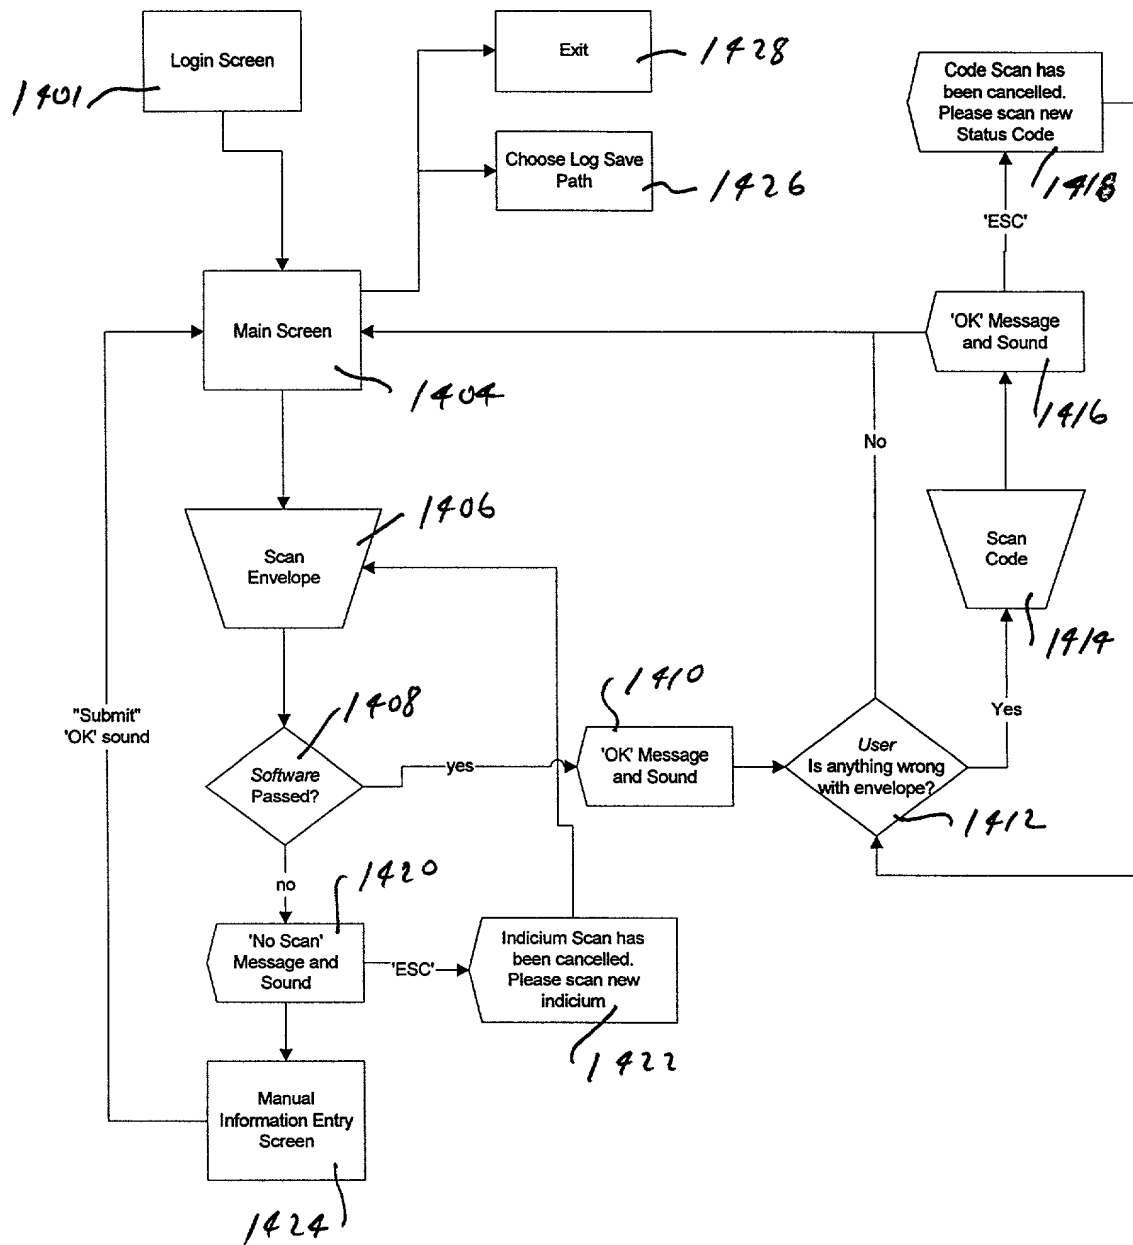 Login Screen
1401
Exit
1428
Choose Log Save
Path
1426
Code Scan has
been cancelled.
Please scan new
Status Code
1418
'ESC'
Main Screen
1404
'OK' Message
and Sound
1416
No
Scan
Envelope
1406
Scan
Code
1414
Yes
"Submit"
'OK' sound
Software
Passed?
1408
yes
'OK' Message
and Sound
1410
User
Is anything wrong
with envelope?
1412
no
'No Scan'
Message and
Sound
1420
'ESC'
Indicium Scan has
been cancelled.
Please scan new
indicium
1422
Manual
Information Entry
Screen
1424